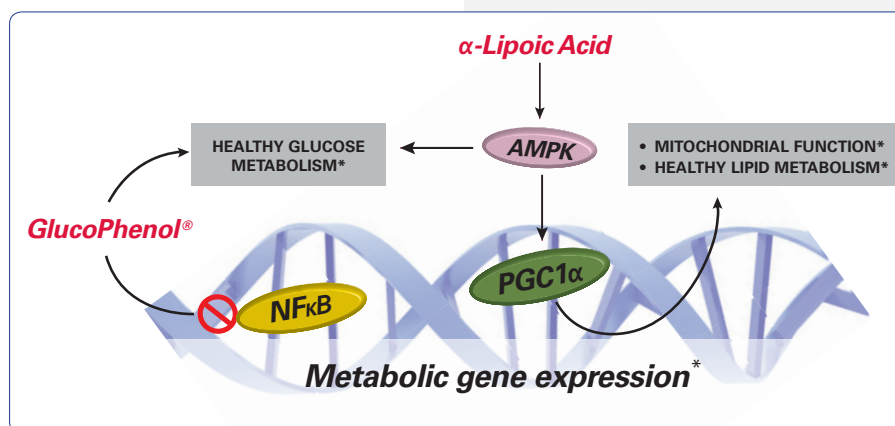 α-Lipoic Acid
HEALTHY GLUCOSE
METABOLISM*
AMPK
• MITOCHONDRIAL FUNCTION*
• HEALTHY LIPID METABOLISM*
GlucoPhenol®
PGC1α
NFκB
Metabolic gene expression*